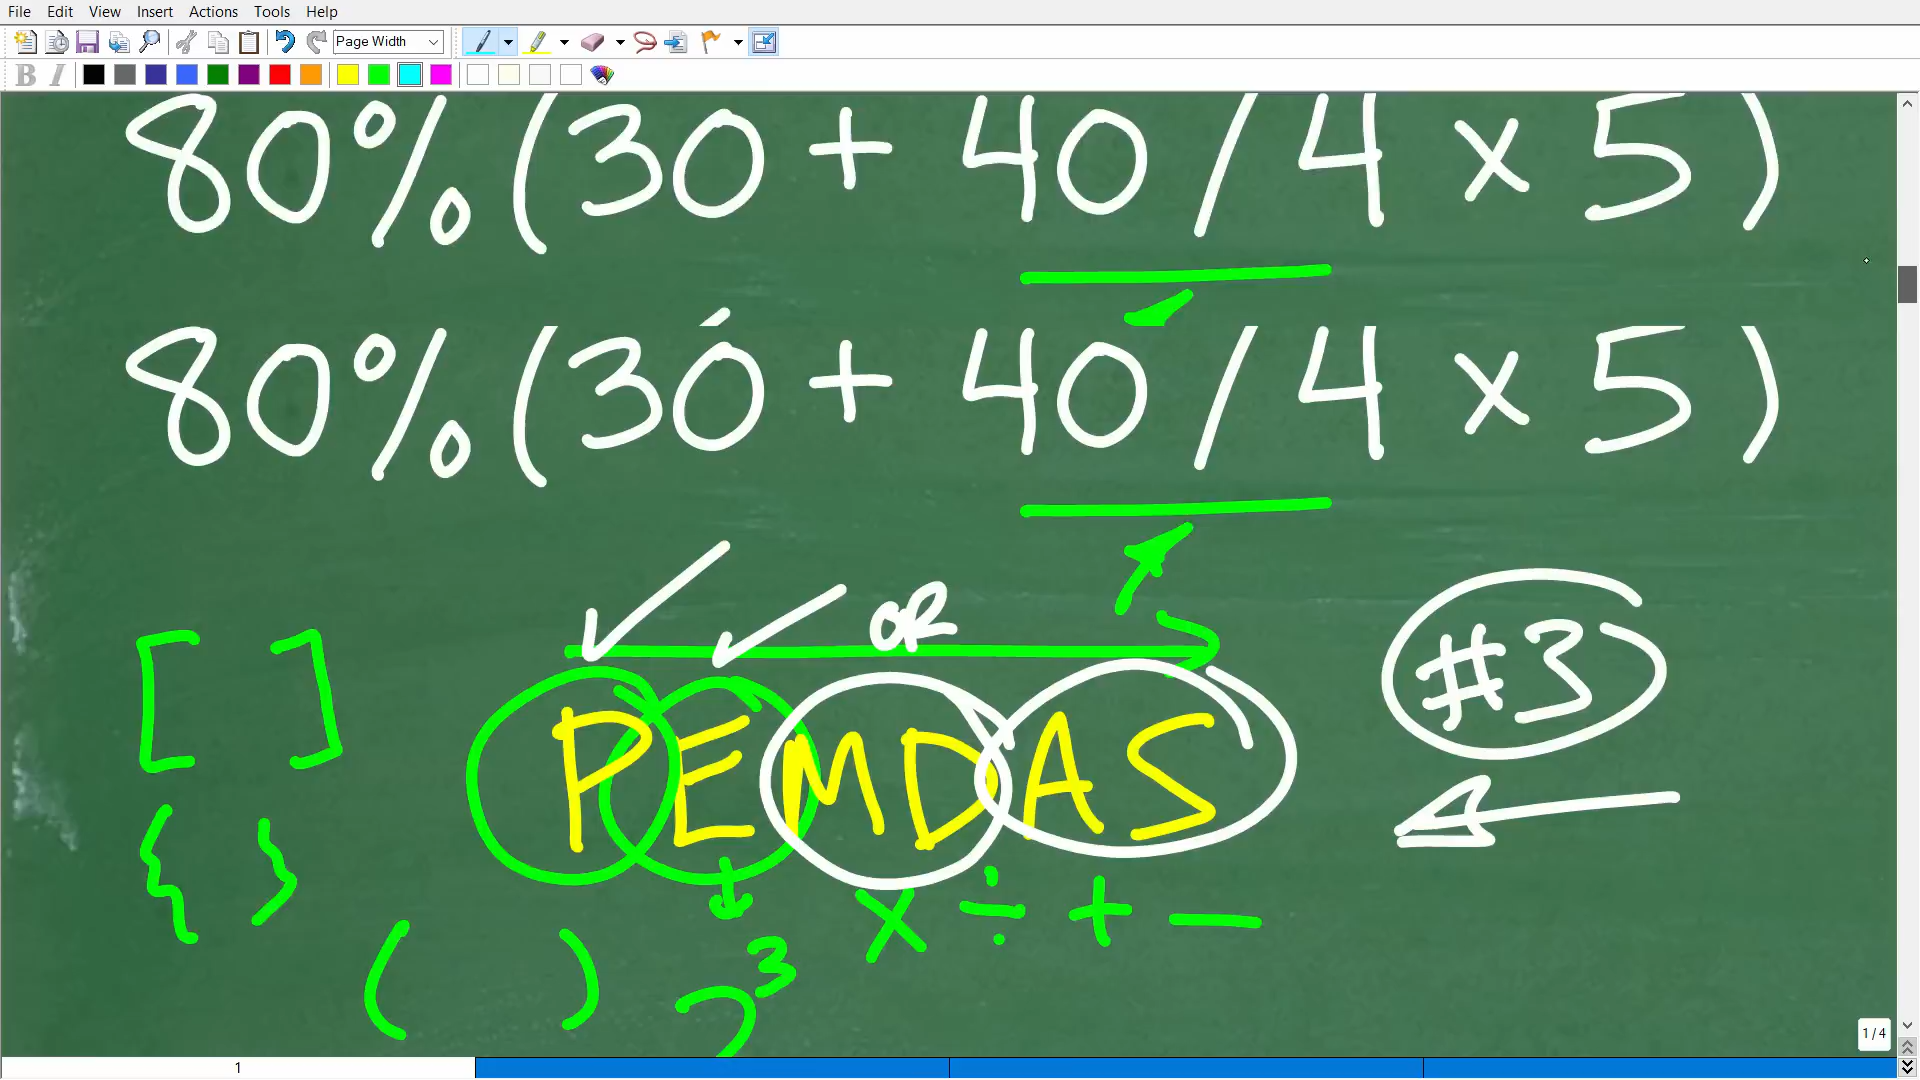 File Edit View Insert Actions Tools Help
Page Width
B I
80% (30 + 40 / 4 x 5)
80% (30 + 40 / 4 x 5)
OR
[ ]
#3
PEMDAS
{ }
x ÷ + −
( )
2³
1/4
1